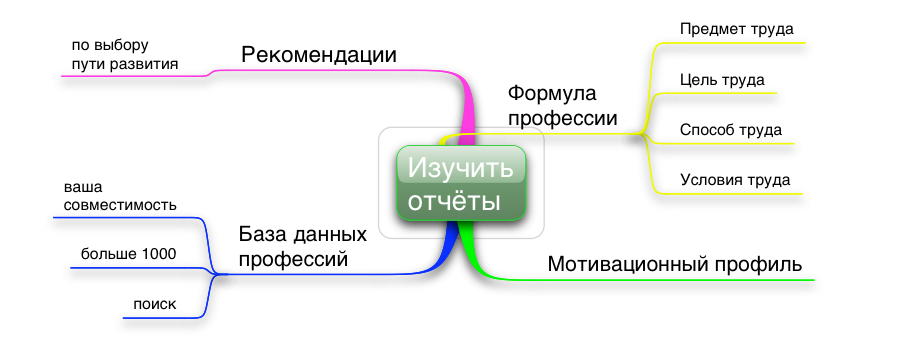 Изучить
отчёты
Формула
профессии
Предмет труда
Цель труда
Способ труда
Условия труда
Мотивационный профиль
База данных
профессий
ваша
совместимость
больше 1000
поиск
Рекомендации
по выбору
пути развития